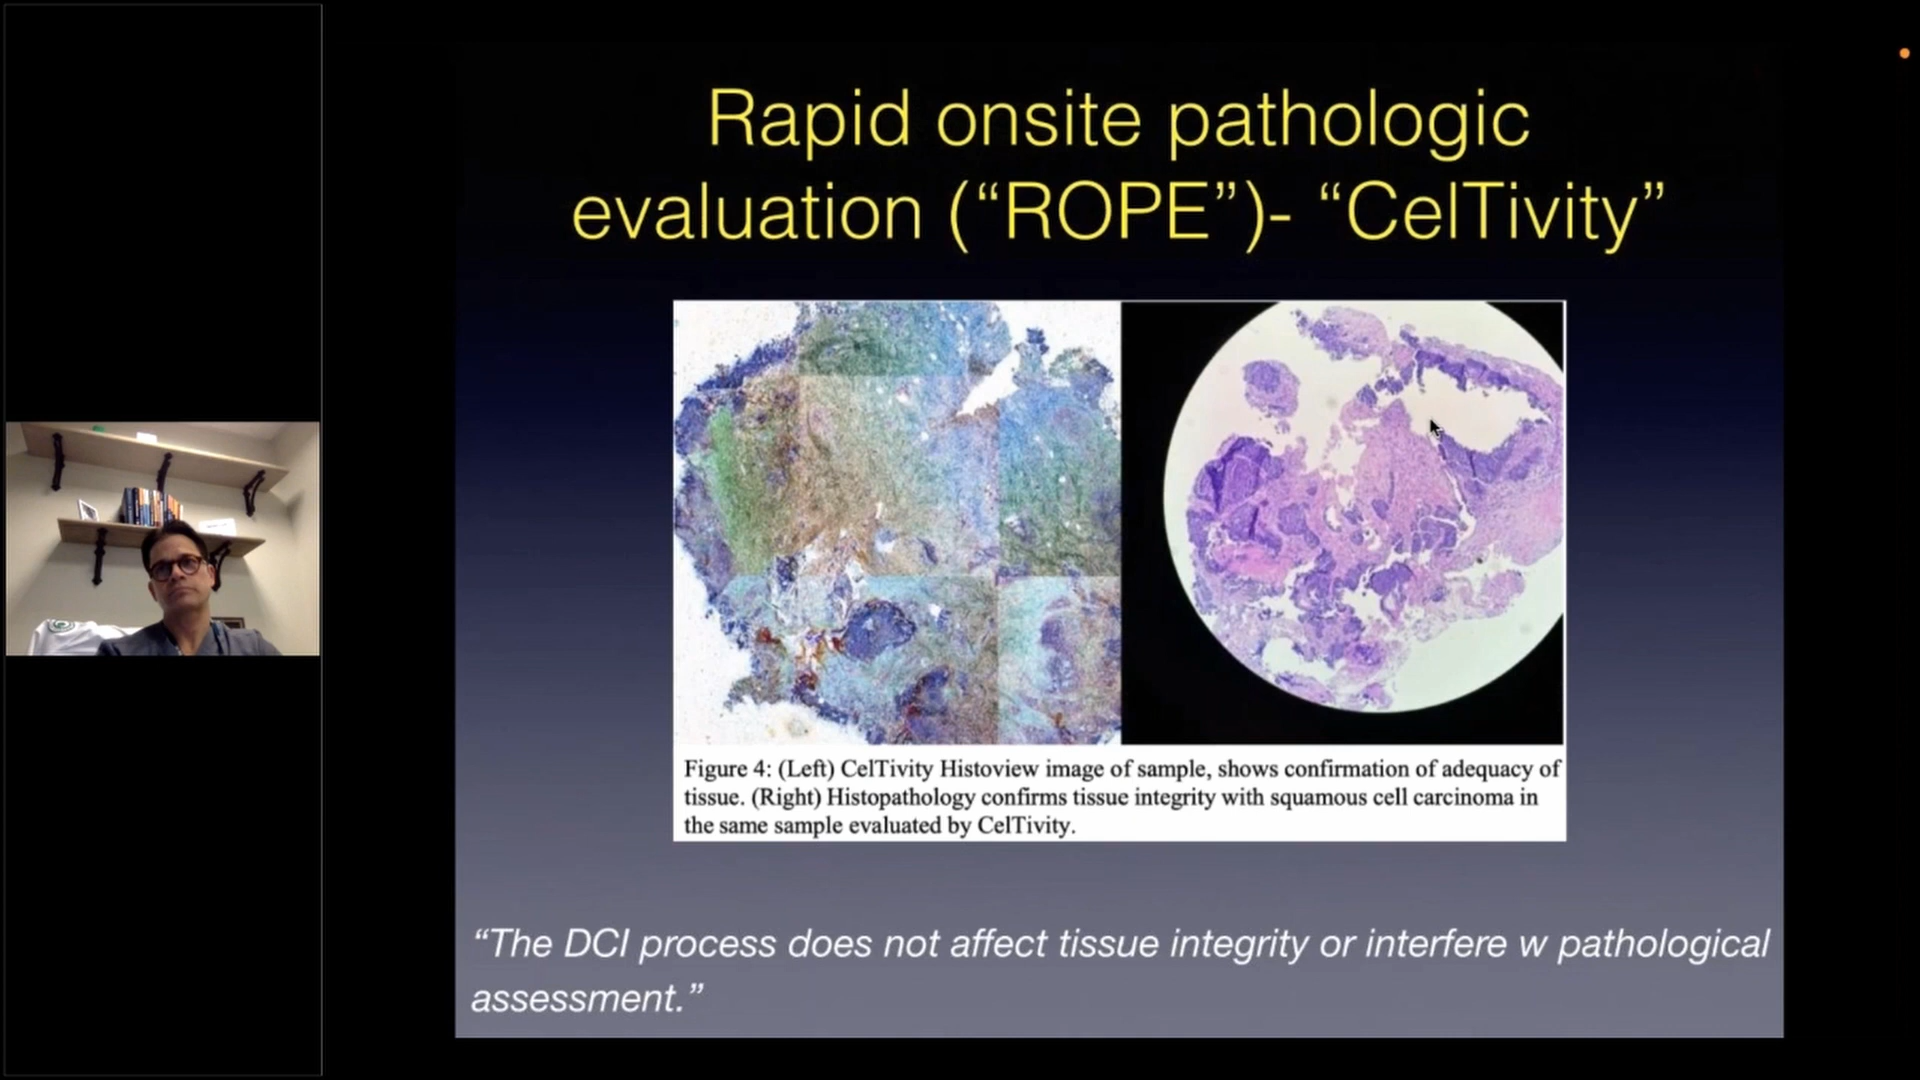 Rapid onsite pathologic
evaluation (“ROPE”)- “CelTivity”
Figure 4: (Left) CelTivity Histoview image of sample, shows confirmation of adequacy of
tissue. (Right) Histopathology confirms tissue integrity with squamous cell carcinoma in
the same sample evaluated by CelTivity.
“The DCI process does not affect tissue integrity or interfere w pathological
assessment.”